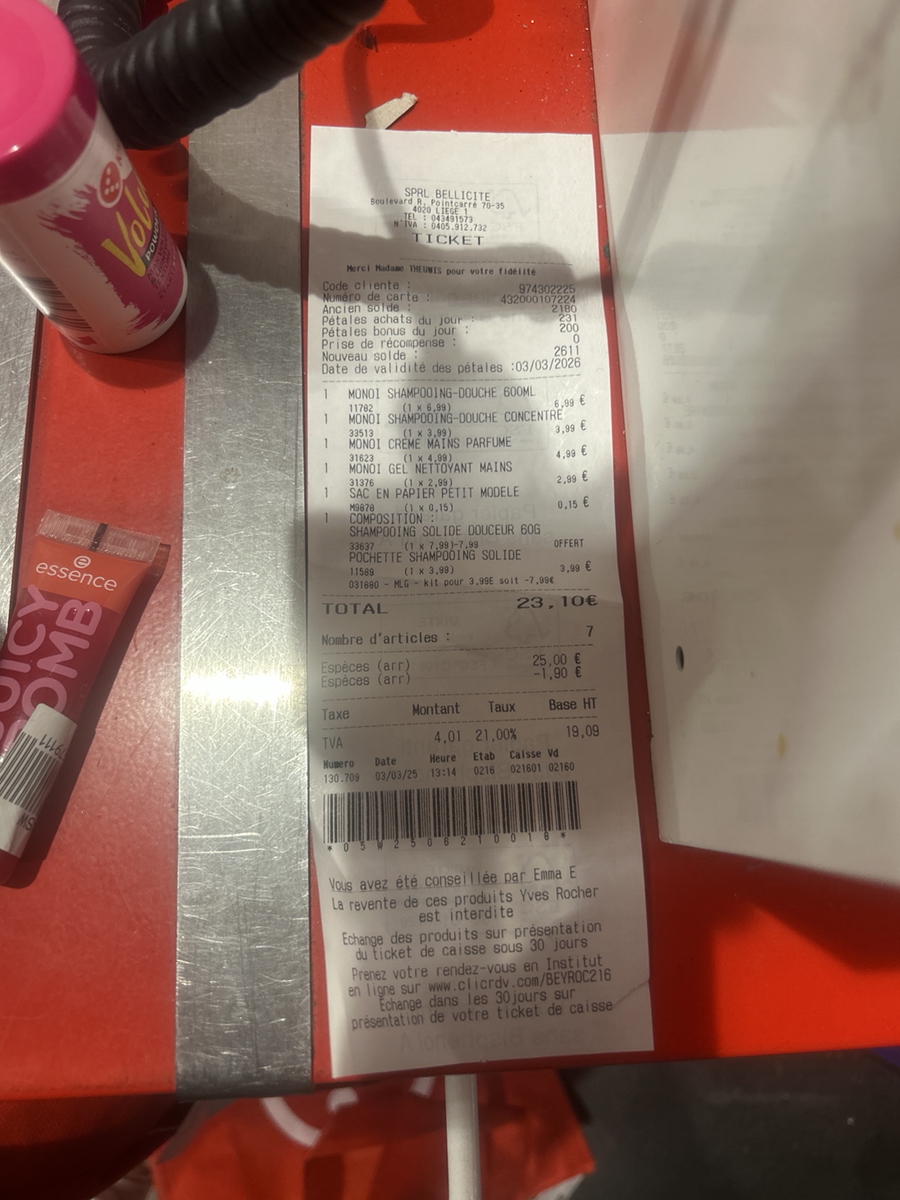 SPRL BELLICITE
Boulevard R. Pointcarré 70-35
4020 LIEGE 1
TEL : 043491573
N°TVA : 0405.912.732
TICKET
Merci Madame THEUNIS pour votre fidélité
Code cliente : 974302225
Numéro de carte : 432000107224
Ancien solde : 2180
Pétales achats du jour : 231
Pétales bonus du jour : 200
Prise de récompense : 0
Nouveau solde : 2611
Date de validité des pétales :03/03/2026
1 MONOI SHAMPOOING-DOUCHE 600ML
11782 (1 x 6,99) 6,99 €
1 MONOI SHAMPOOING-DOUCHE CONCENTRE
33513 (1 x 3,99) 3,99 €
1 MONOI CREME MAINS PARFUME
31623 (1 x 4,99) 4,99 €
1 MONOI GEL NETTOYANT MAINS
31376 (1 x 2,99) 2,99 €
1 SAC EN PAPIER PETIT MODELE
M9878 (1 x 0,15) 0,15 €
1 COMPOSITION :
SHAMPOOING SOLIDE DOUCEUR 60G
33637 (1 x 7,99)-7,99 OFFERT
POCHETTE SHAMPOOING SOLIDE
11589 (1 x 3,99) 3,99 €
031880 - MLG - kit pour 3,99E soit -7,99€
TOTAL 23,10€
Nombre d'articles : 7
Espèces (arr) 25,00 €
Espèces (arr) -1,90 €
Taxe Montant Taux Base HT
TVA 4,01 21,00% 19,09
Numero Date Heure Etab Caisse Vd
130.709 03/03/25 13:14 0216 021601 02160
*05W2506210018*
Vous avez été conseillée par Emma E
La revente de ces produits Yves Rocher
est interdite
Echange des produits sur présentation
du ticket de caisse sous 30 jours
Prenez votre rendez-vous en Institut
en ligne sur www.clicrdv.com/BEYROC216
Echange dans les 30jours sur
présentation de votre ticket de caisse
essence
JUICY
BOMB